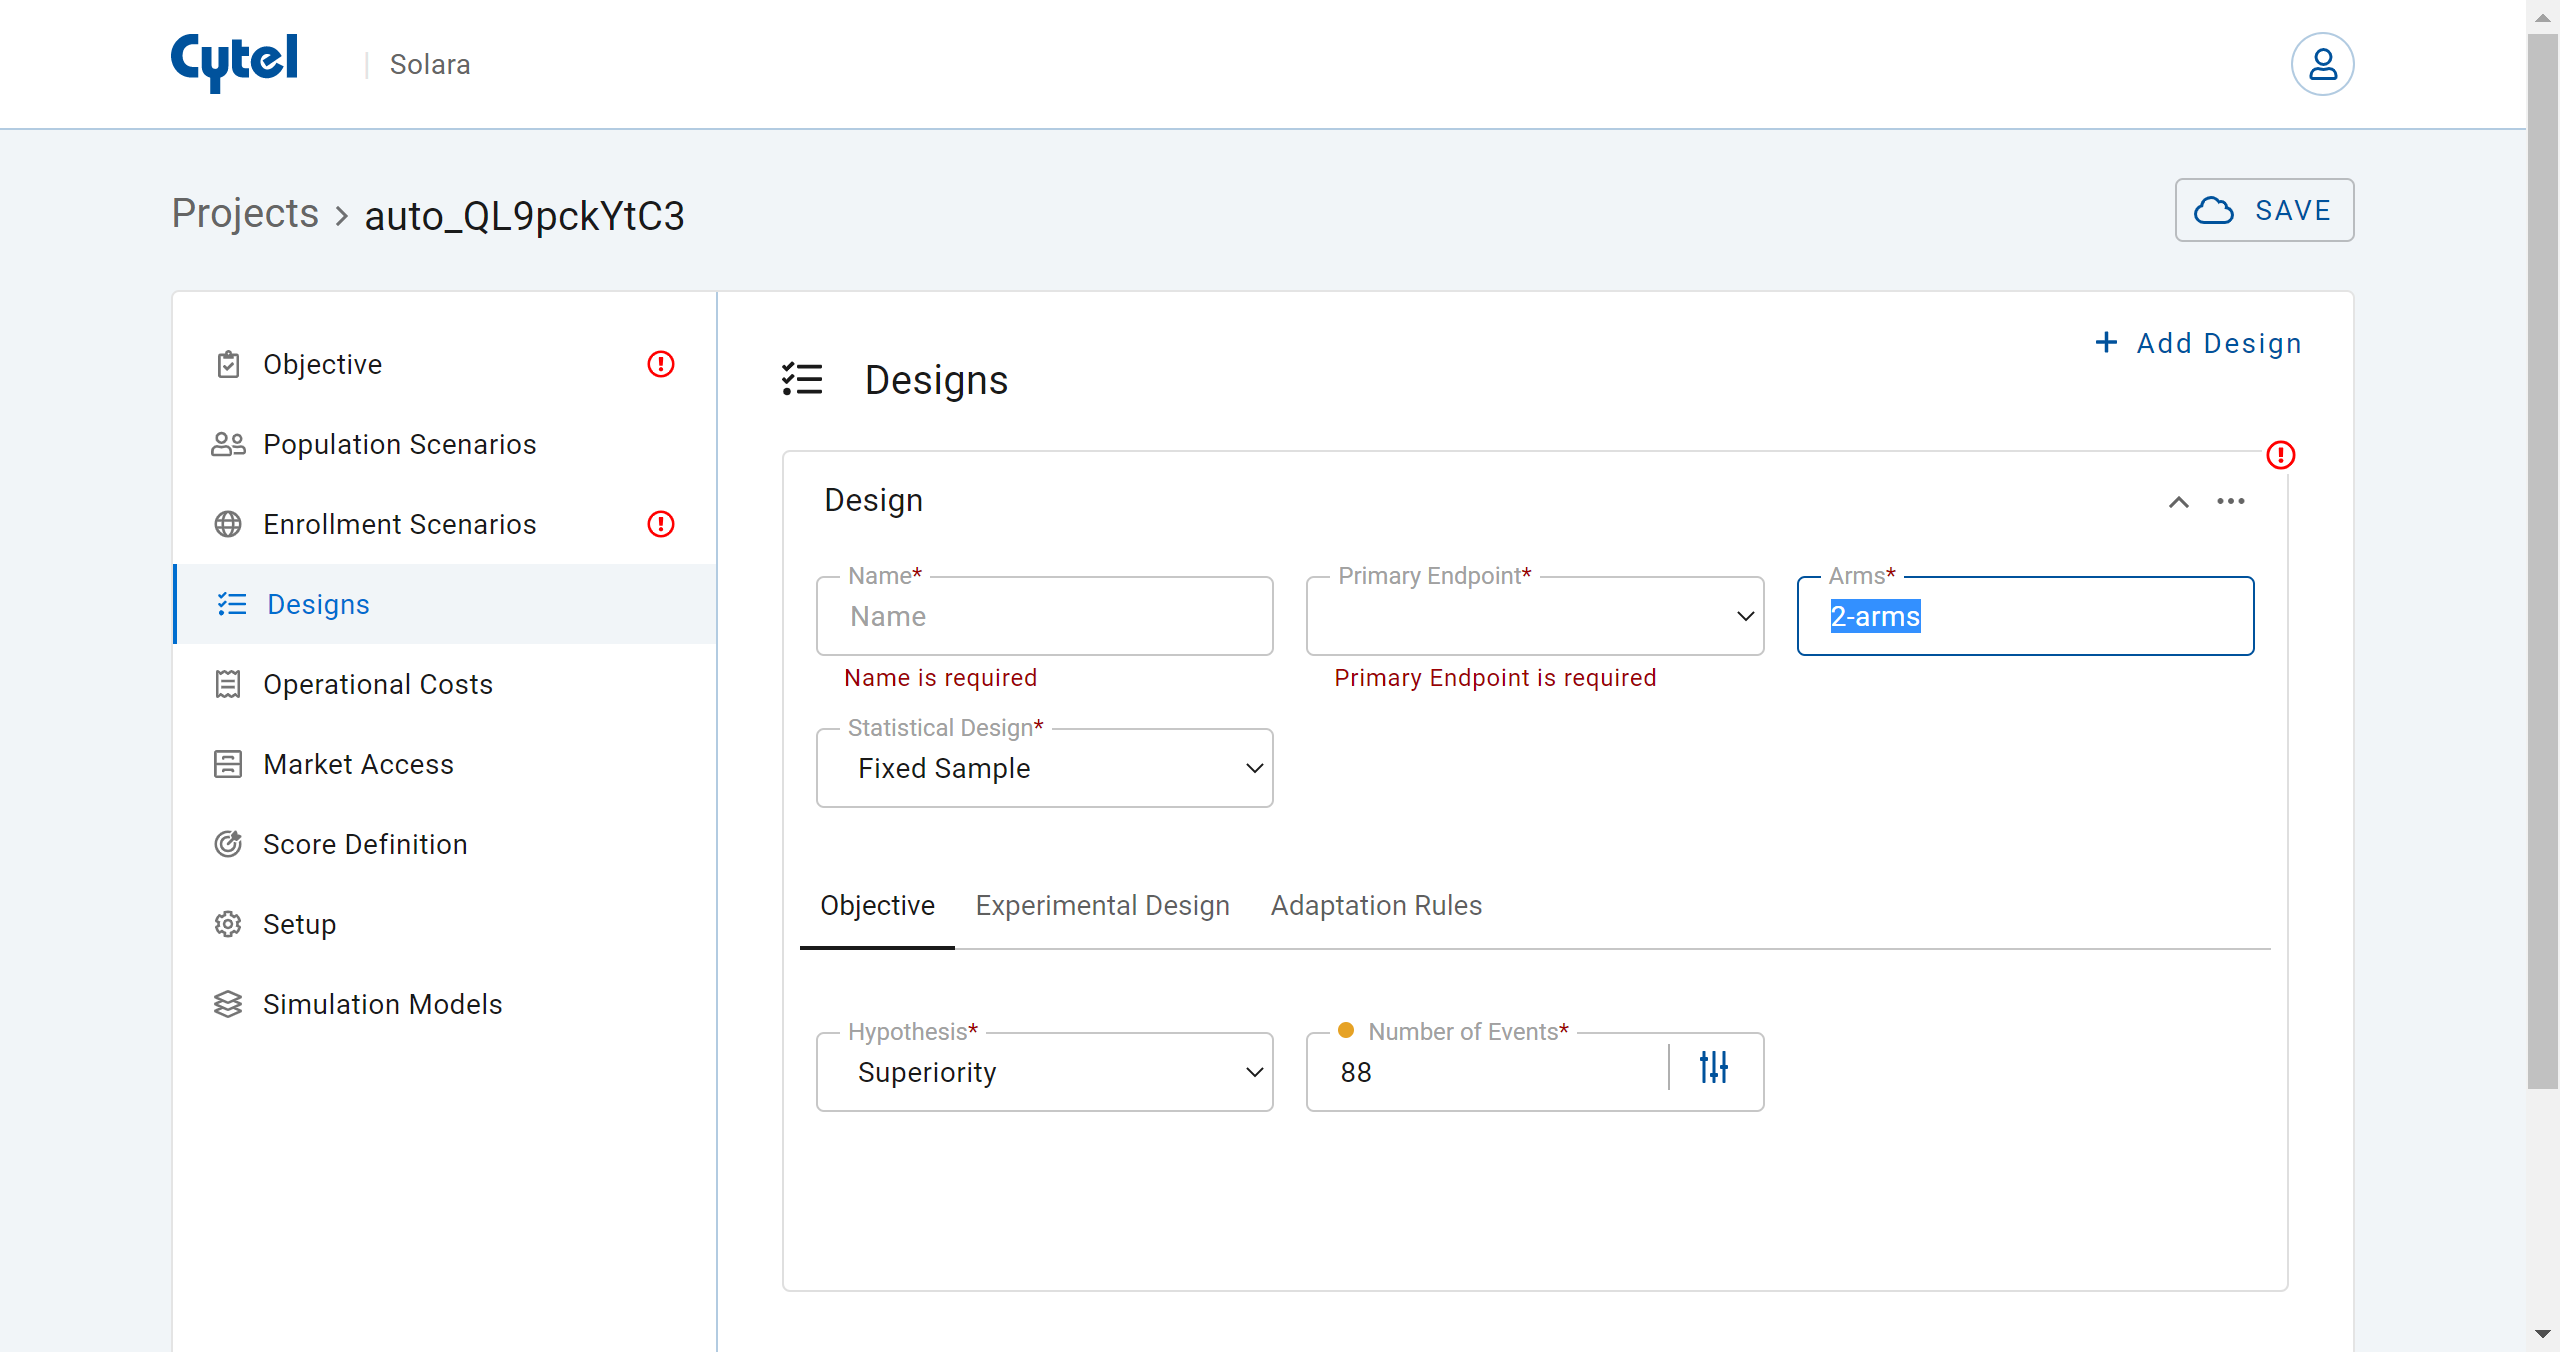 Cytel
Solara
Projects > auto_QL9pckYtC3
SAVE
Objective
Population Scenarios
Enrollment Scenarios
Designs
Operational Costs
Market Access
Score Definition
Setup
Simulation Models
+ Add Design
Designs
Design
Name*
Name
Name is required
Primary Endpoint*
Primary Endpoint is required
Arms*
2-arms
Statistical Design*
Fixed Sample
Objective
Experimental Design
Adaptation Rules
Hypothesis*
Superiority
Number of Events*
88